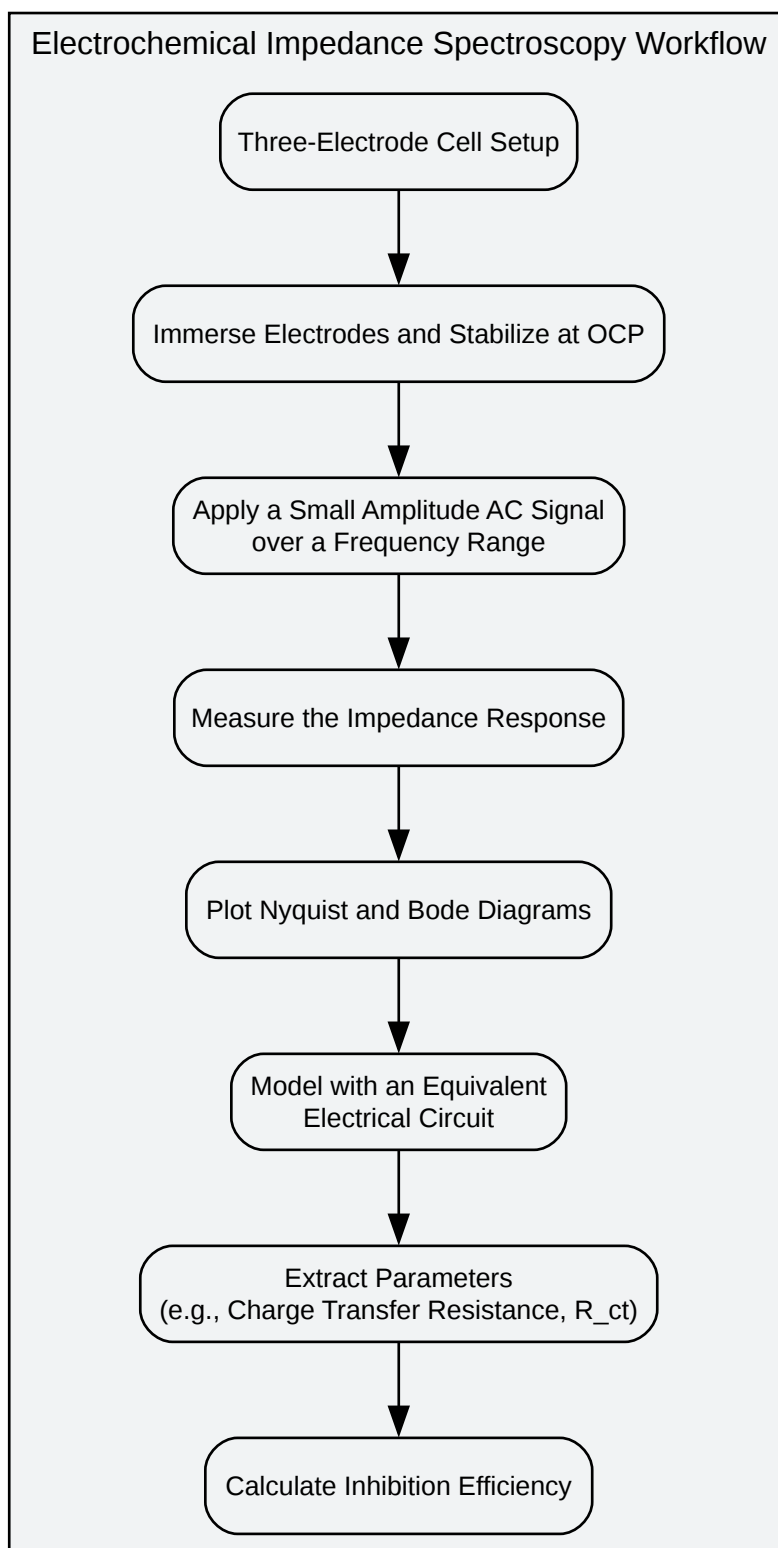 Electrochemical Impedance Spectroscopy Workflow
Three-Electrode Cell Setup
Immerse Electrodes and Stabilize at OCP
Apply a Small Amplitude AC Signal
over a Frequency Range
Measure the Impedance Response
Plot Nyquist and Bode Diagrams
Model with an Equivalent
Electrical Circuit
Extract Parameters
(e.g., Charge Transfer Resistance, R_ct)
Calculate Inhibition Efficiency